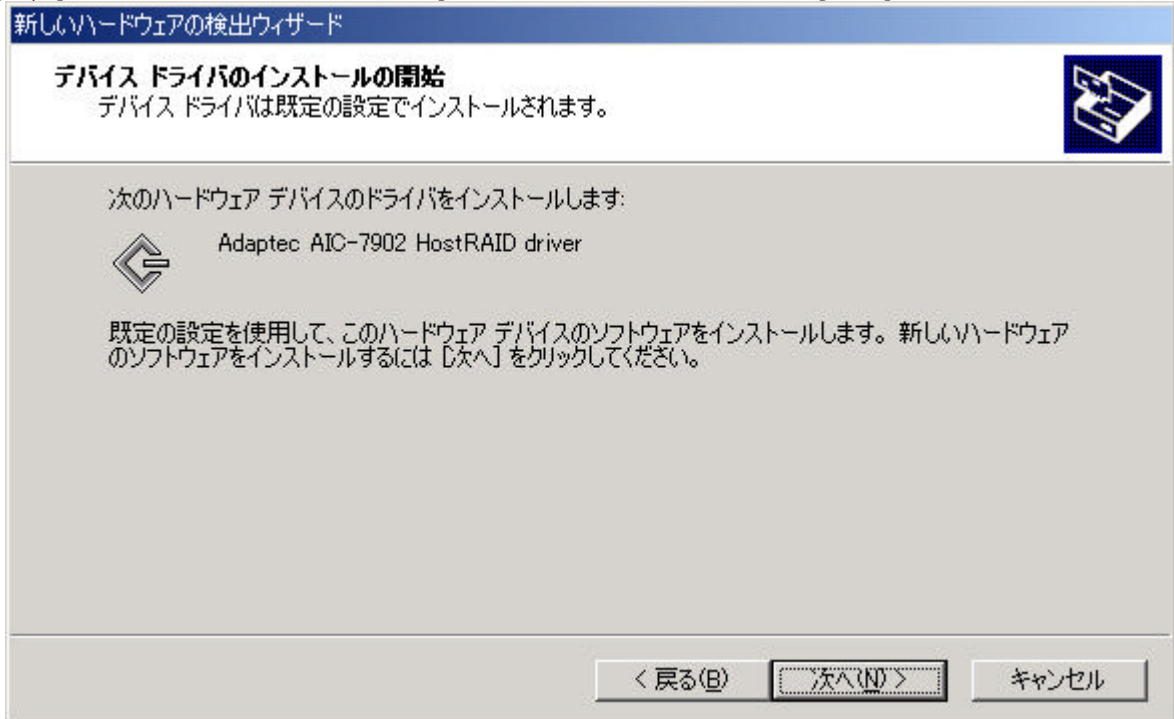 新しいハードウェアの検出ウィザード
デバイス ドライバのインストールの開始
デバイス ドライバは既定の設定でインストールされます。
次のハードウェア デバイスのドライバをインストールします:
Adaptec AIC-7902 HostRAID driver
既定の設定を使用して、このハードウェア デバイスのソフトウェアをインストールします。新しいハードウェア
のソフトウェアをインストールするには [次へ] をクリックしてください。
< 戻る(B)
次へ(N) >
キャンセル